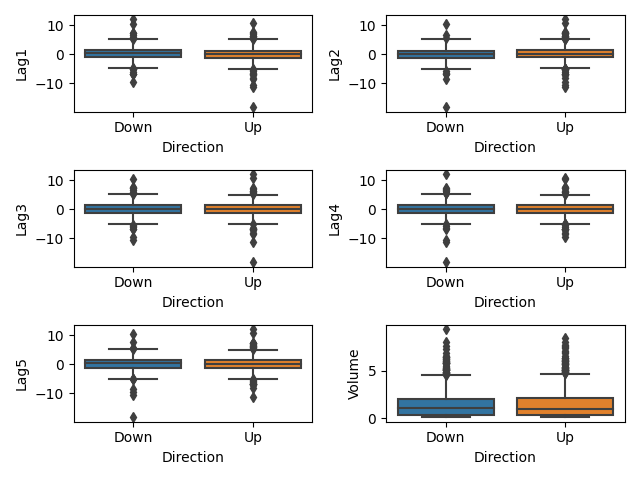 Lag1
10
0
−10
Down
Up
Direction
Lag2
10
0
−10
Down
Up
Direction
Lag3
10
0
−10
Down
Up
Direction
Lag4
10
0
−10
Down
Up
Direction
Lag5
10
0
−10
Down
Up
Direction
Volume
5
0
Down
Up
Direction